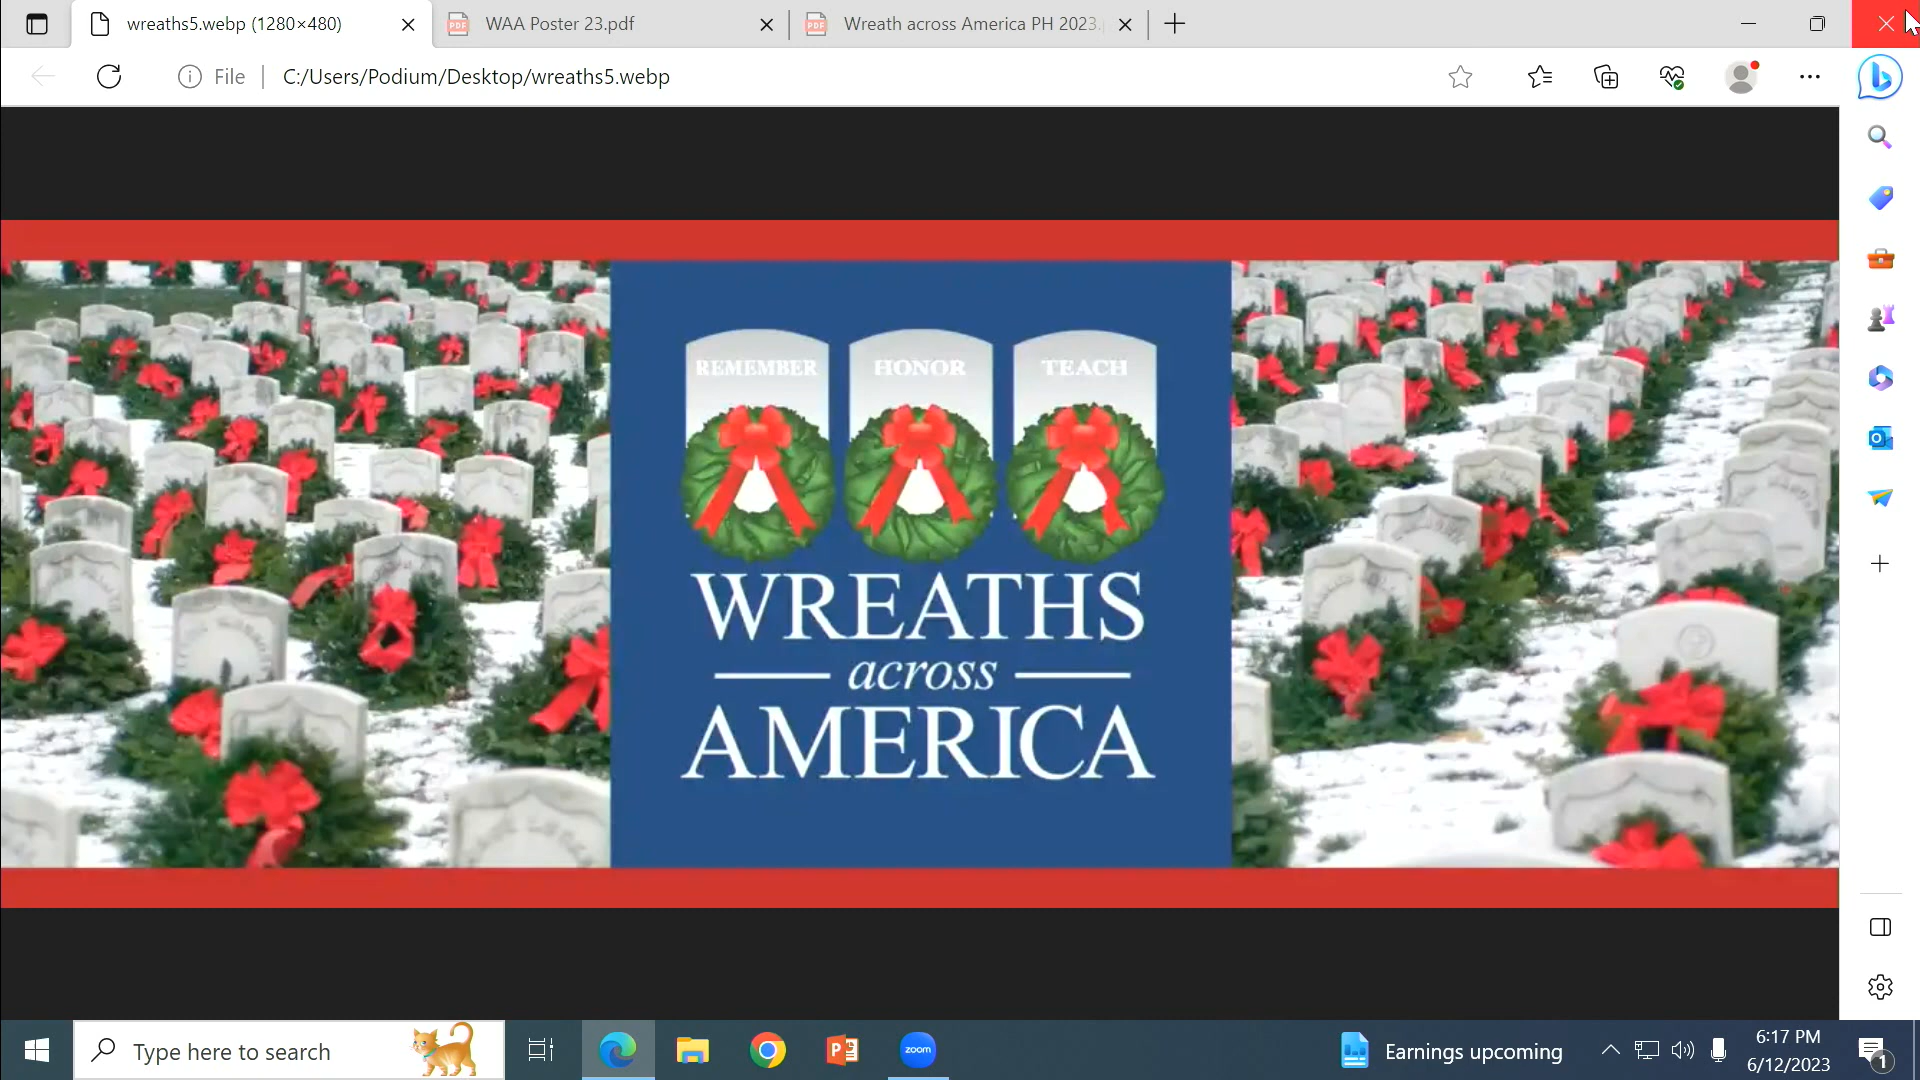 wreaths5.webp (1280×480)
WAA Poster 23.pdf
Wreath across America PH 2023.
File
C:/Users/Podium/Desktop/wreaths5.webp
REMEMBER
HONOR
TEACH
WREATHS
across
AMERICA
Type here to search
zoom
Earnings upcoming
6:17 PM
6/12/2023
1